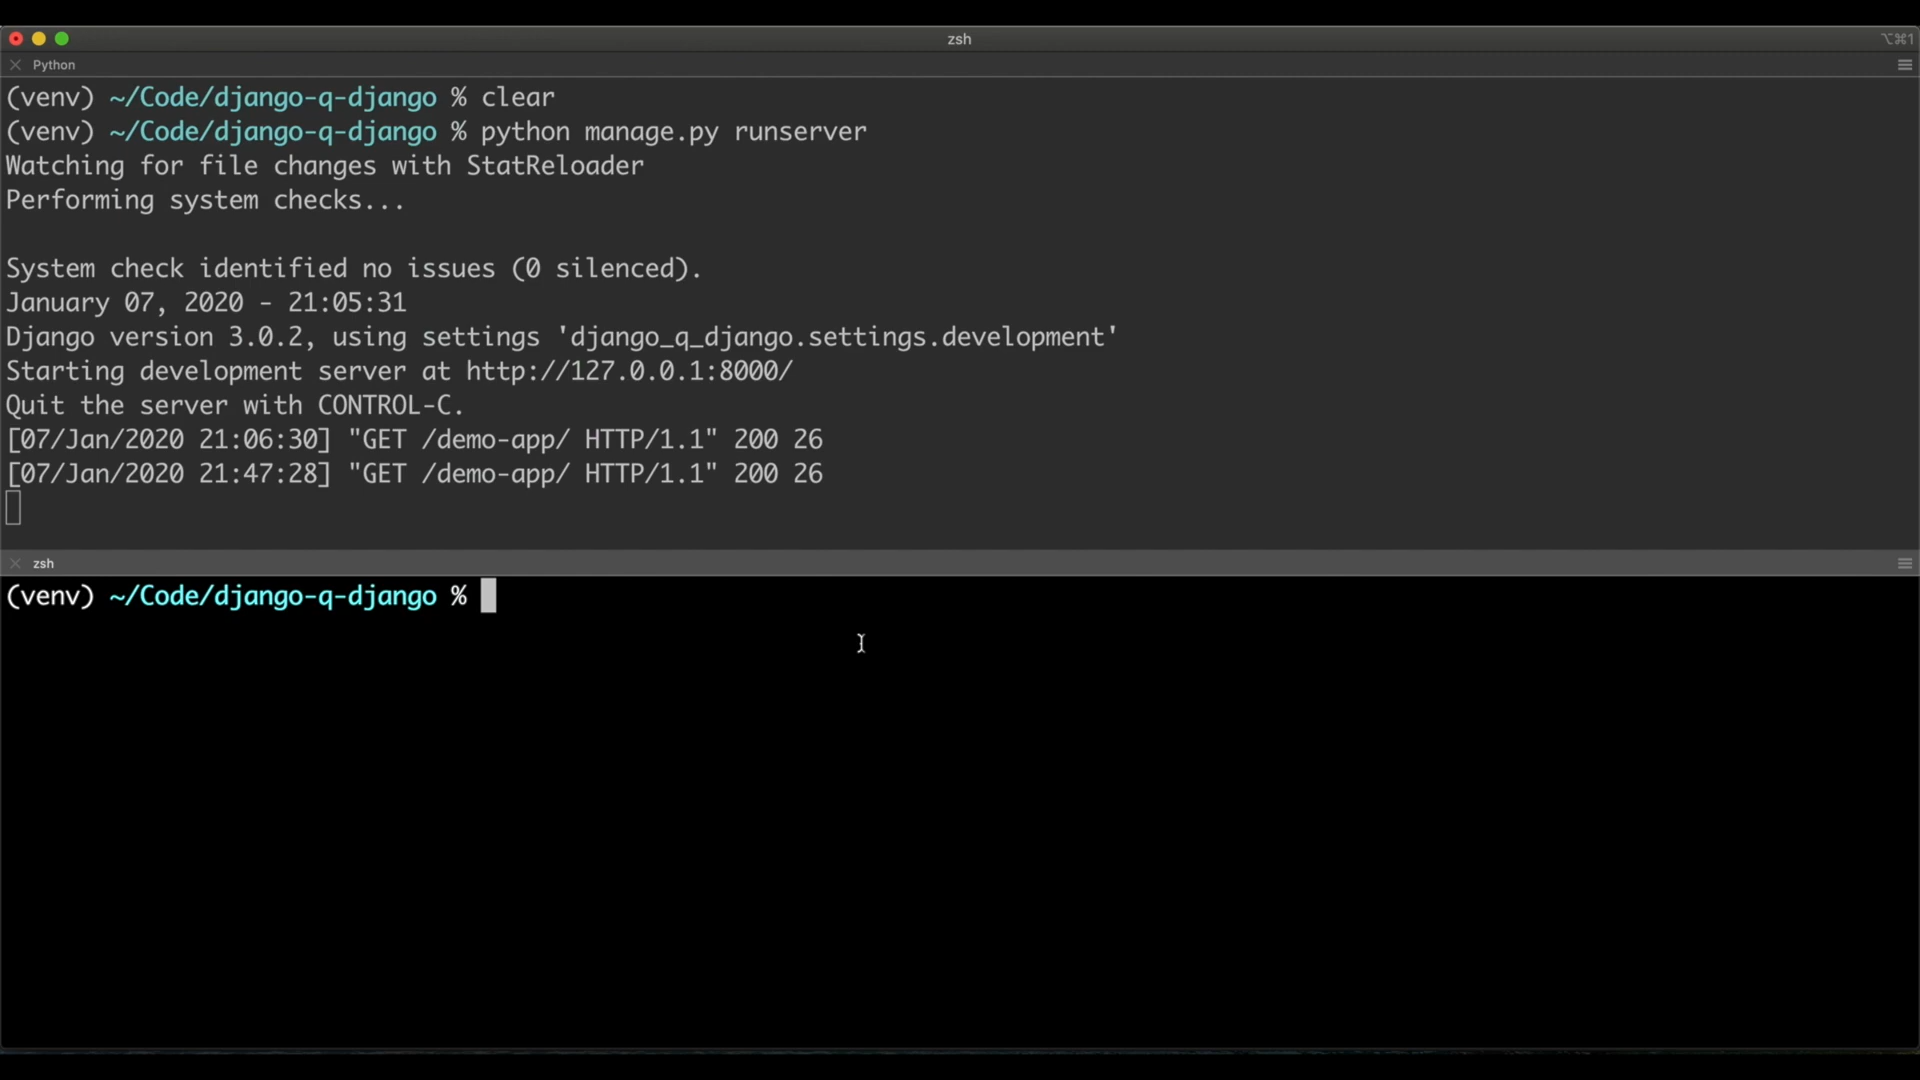 zsh
⌥⌘1
Python
(venv) ~/Code/django-q-django % clear
(venv) ~/Code/django-q-django % python manage.py runserver
Watching for file changes with StatReloader
Performing system checks...
System check identified no issues (0 silenced).
January 07, 2020 - 21:05:31
Django version 3.0.2, using settings 'django_q_django.settings.development'
Starting development server at http://127.0.0.1:8000/
Quit the server with CONTROL-C.
[07/Jan/2020 21:06:30] "GET /demo-app/ HTTP/1.1" 200 26
[07/Jan/2020 21:47:28] "GET /demo-app/ HTTP/1.1" 200 26
zsh
(venv) ~/Code/django-q-django %